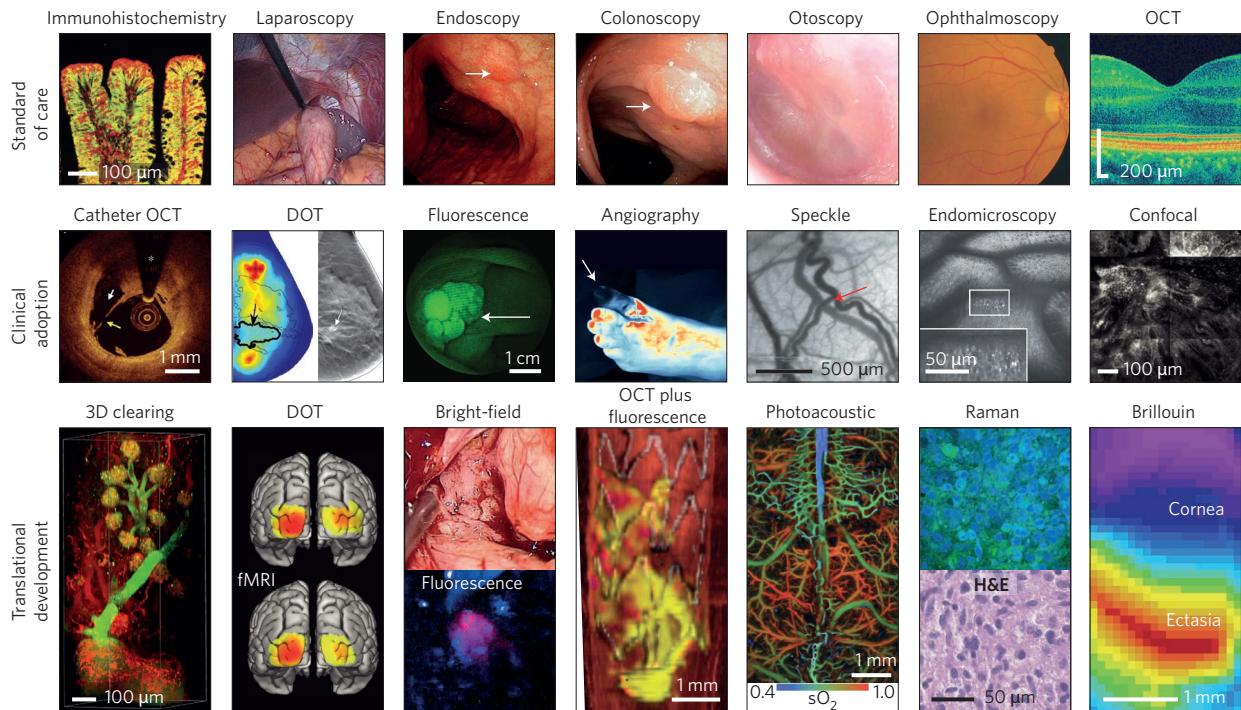 Immunohistochemistry
Laparoscopy
Endoscopy
Colonoscopy
Otoscopy
Ophthalmoscopy
OCT
Standard
of care
100 µm
200 µm
Catheter OCT
DOT
Fluorescence
Angiography
Speckle
Endomicroscopy
Confocal
Clinical
adoption
*
1 mm
1 cm
500 µm
50 µm
100 µm
3D clearing
DOT
Bright-field
OCT plus
fluorescence
Photoacoustic
Raman
Brillouin
Translational
development
fMRI
Fluorescence
H&E
Cornea
Ectasia
100 µm
1 mm
1 mm
0.4
1.0
sO₂
50 µm
1 mm